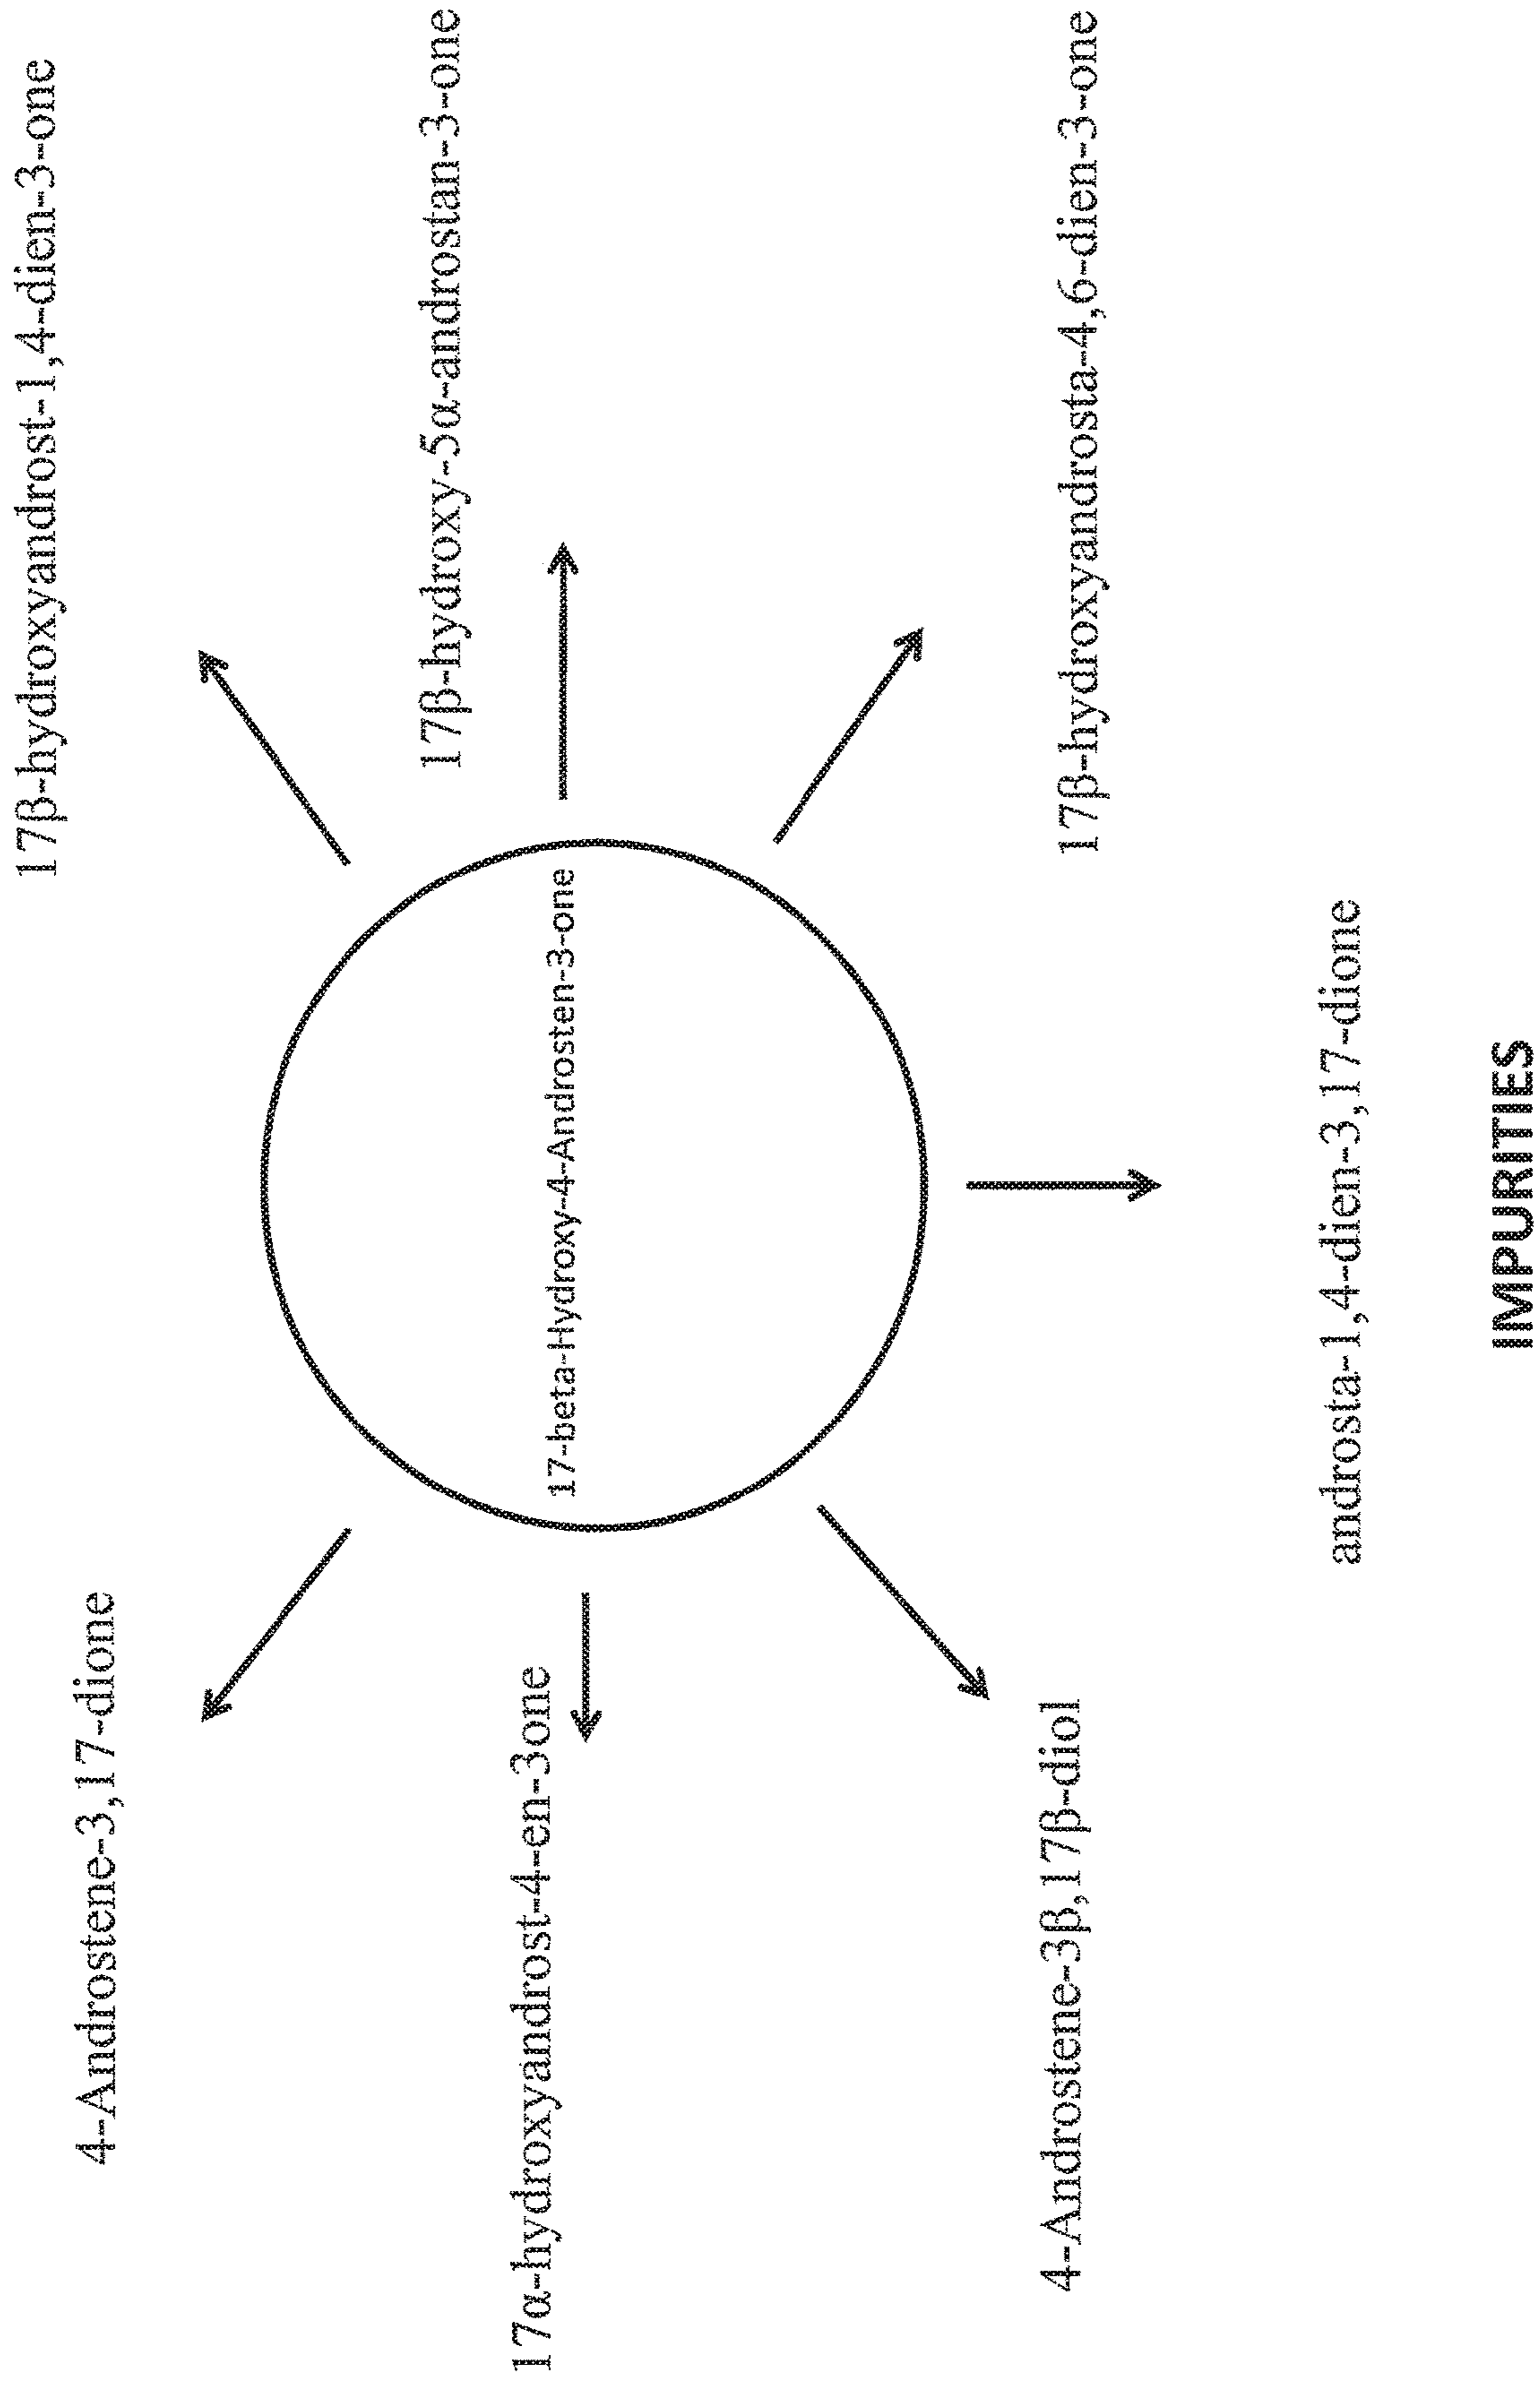 4-Androstene-3,17-dione
17β-hydroxyandrost-1,4-dien-3-one
17β-hydroxy-5α-androstan-3-one
17α-hydroxyandrost-4-en-3one
17-beta-Hydroxy-4-Androsten-3-one
4-Androstene-3β,17β-diol
17β-hydroxyandrosta-4,6-dien-3-one
androsta-1,4-dien-3,17-dione
IMPURITIES